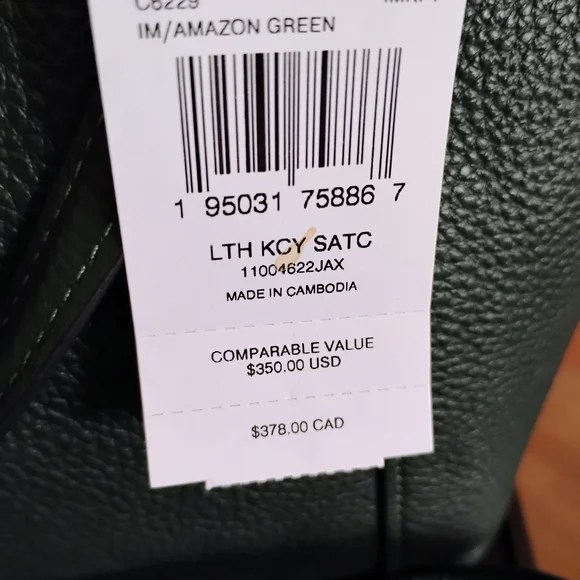 C6229
IM/AMAZON GREEN
1 95031 75886 7
LTH KCY SATC
11004622JAX
MADE IN CAMBODIA
COMPARABLE VALUE
$350.00 USD
$378.00 CAD